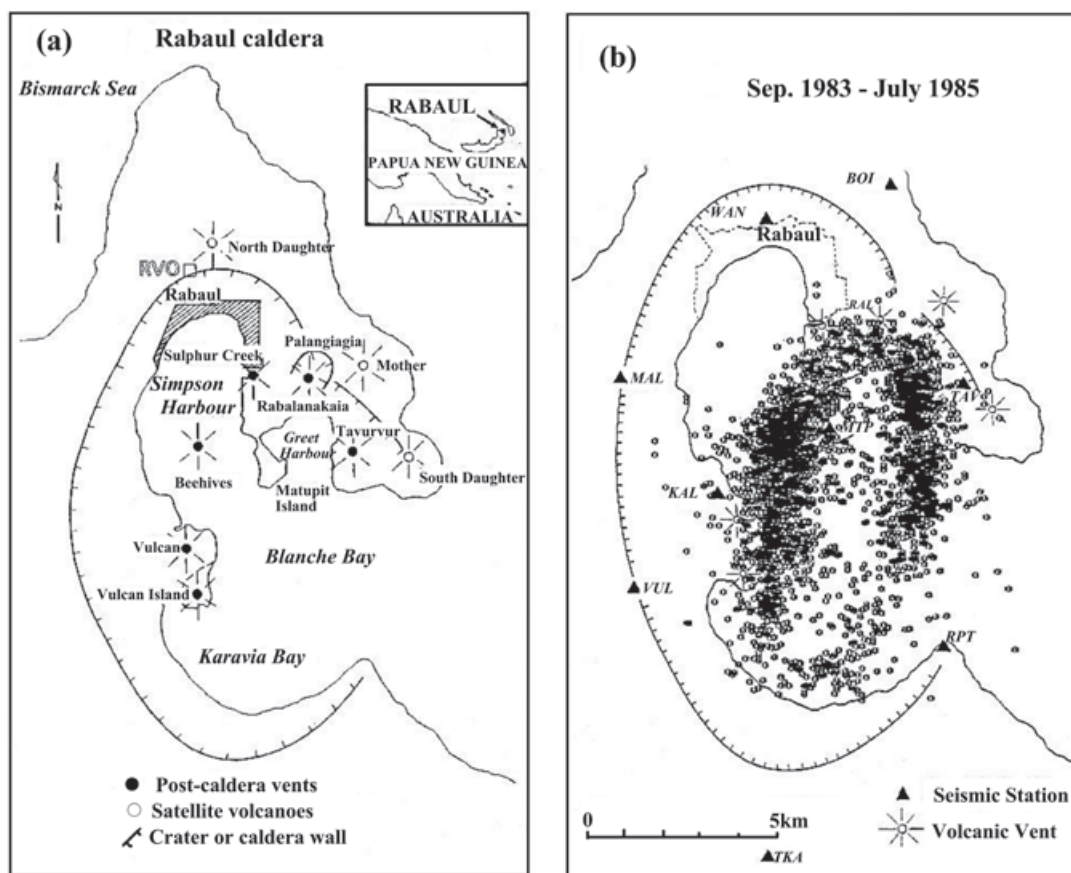 (a)
Rabaul caldera
Bismarck Sea
RABAUL
PAPUA NEW GUINEA
AUSTRALIA
N
North Daughter
RVO
Rabaul
Palangiagia
Sulphur Creek
Mother
Simpson
Harbour
Rabalanakaia
Greet
Harbour
Tavurvur
Beehives
Matupit
Island
South Daughter
Vulcan
Blanche Bay
Vulcan Island
Karavia Bay
Post-caldera vents
Satellite volcanoes
Crater or caldera wall
(b)
Sep. 1983 - July 1985
BOI
WAN
Rabaul
RAL
MAL
TAV
MTP
KAL
VUL
RPT
Seismic Station
0
5km
Volcanic Vent
TKA